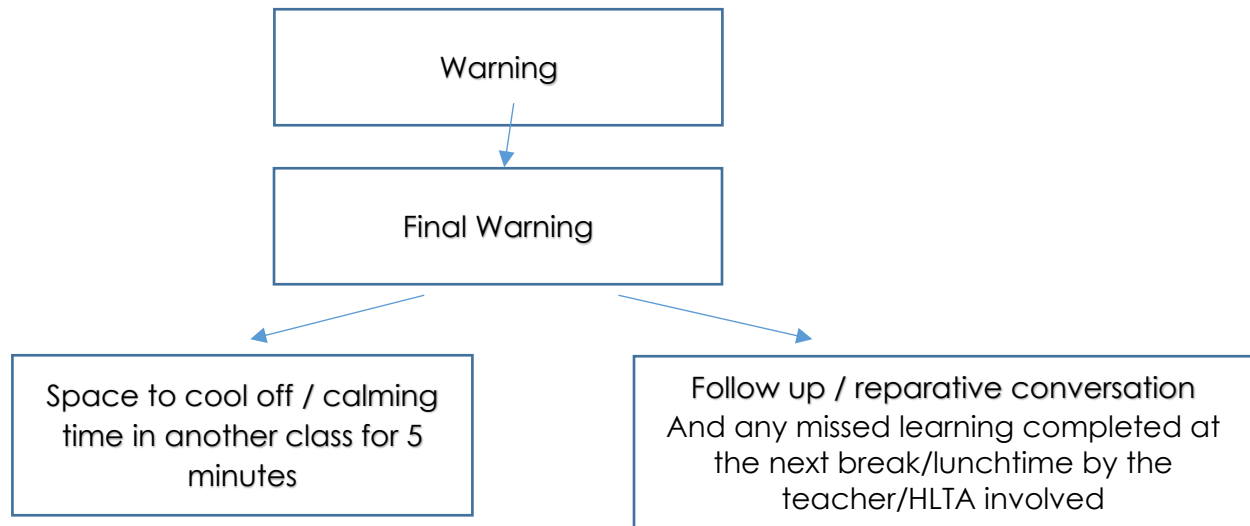 Warning
Final Warning
Space to cool off / calming
time in another class for 5
minutes
Follow up / reparative conversation
And any missed learning completed at
the next break/lunchtime by the
teacher/HLTA involved